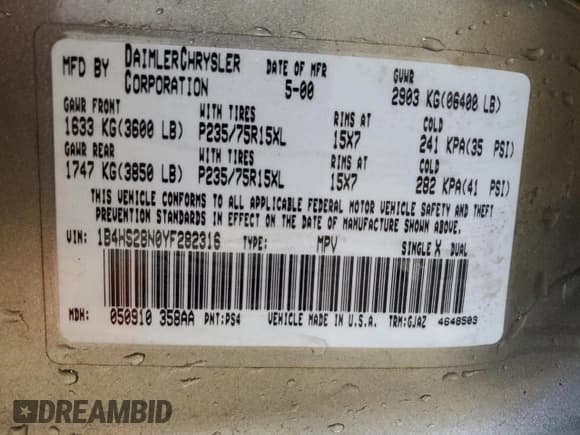 MFD BY DAIMLERCHRYSLER CORPORATION DATE OF MFR 5-00 GVWR 2903 KG(06400 LB)
GAWR FRONT WITH TIRES RIMS AT COLD
1633 KG(3600 LB) P235/75R15XL 15X7 241 KPA(35 PSI)
GAWR REAR WITH TIRES RIMS AT COLD
1747 KG(3850 LB) P235/75R15XL 15X7 282 KPA(41 PSI)
THIS VEHICLE CONFORMS TO ALL APPLICABLE FEDERAL MOTOR VEHICLE SAFETY AND THEFT
PREVENTION STANDARDS IN EFFECT ON THE DATE OF MANUFACTURE SHOWN ABOVE.
VIN: 1B4HS28N0YF282316 TYPE: MPV SINGLE X DUAL
MDH: 050910 358AA PNT:PS4 VEHICLE MADE IN U.S.A. TRM:GJAZ 4648503
DREAMBID